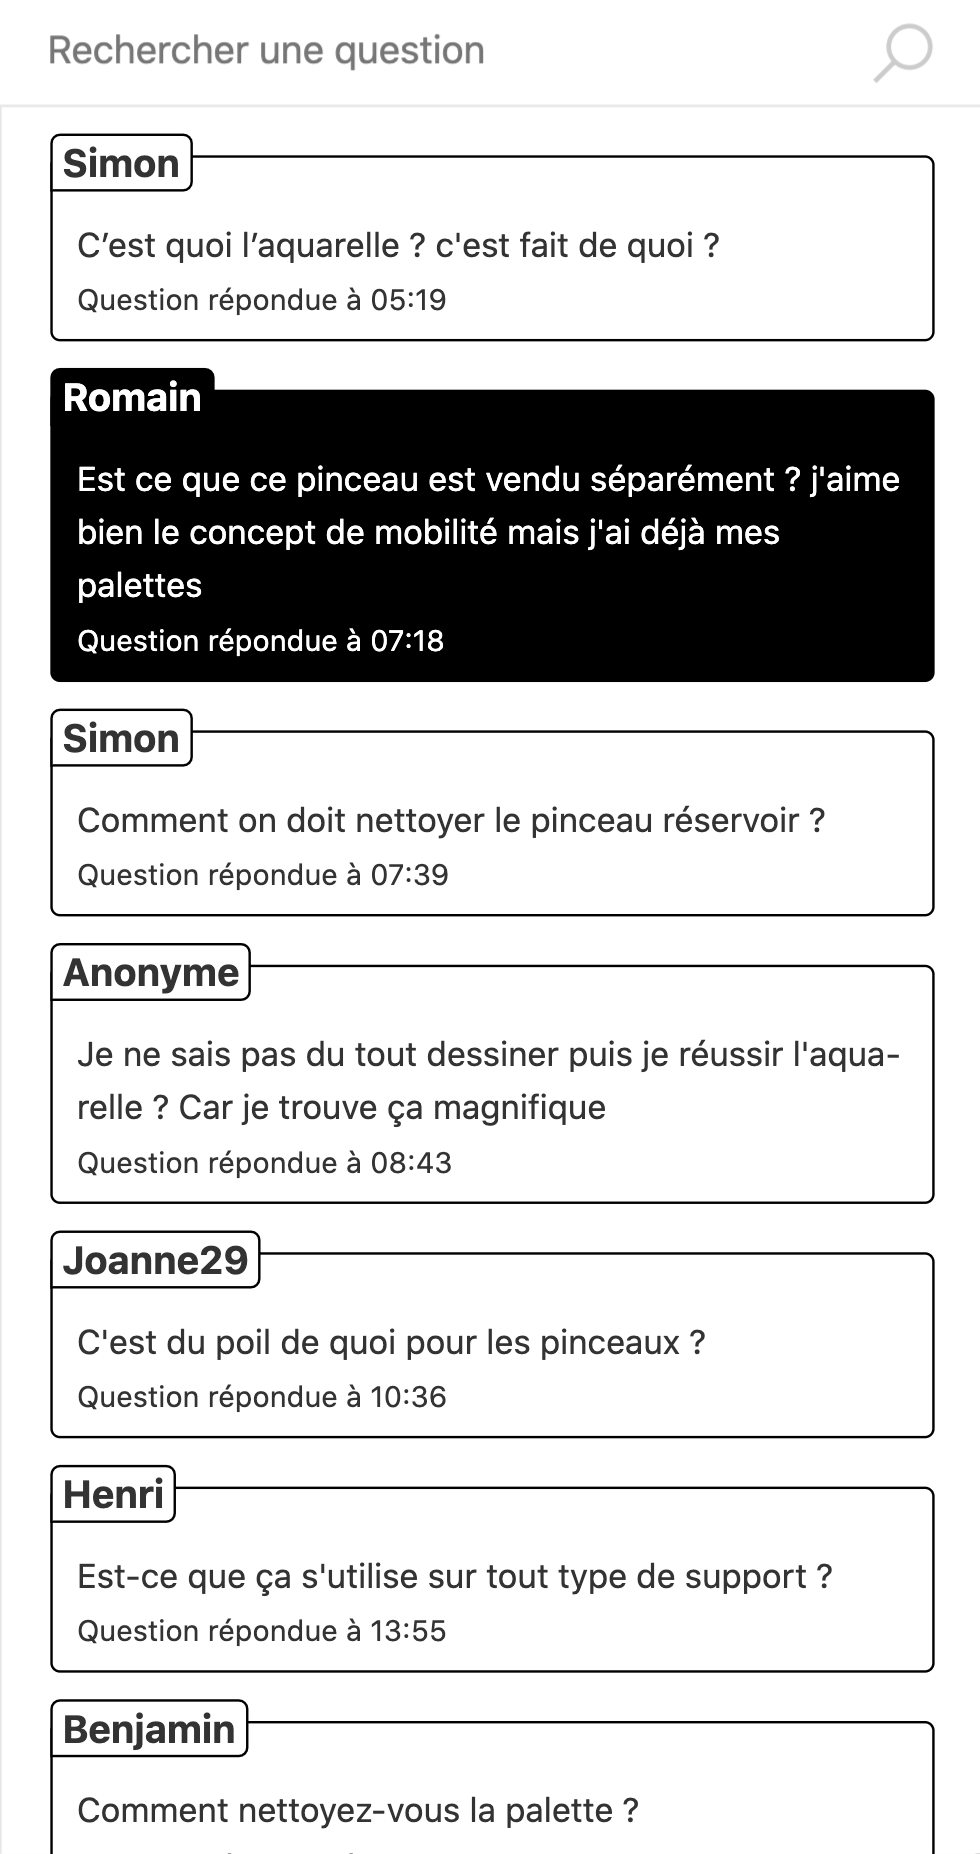 Rechercher une question
Simon
C’est quoi l’aquarelle ? c'est fait de quoi ?
Question répondue à 05:19
Romain
Est ce que ce pinceau est vendu séparément ? j'aime
bien le concept de mobilité mais j'ai déjà mes
palettes
Question répondue à 07:18
Simon
Comment on doit nettoyer le pinceau réservoir ?
Question répondue à 07:39
Anonyme
Je ne sais pas du tout dessiner puis je réussir l'aqua-
relle ? Car je trouve ça magnifique
Question répondue à 08:43
Joanne29
C'est du poil de quoi pour les pinceaux ?
Question répondue à 10:36
Henri
Est-ce que ça s'utilise sur tout type de support ?
Question répondue à 13:55
Benjamin
Comment nettoyez-vous la palette ?